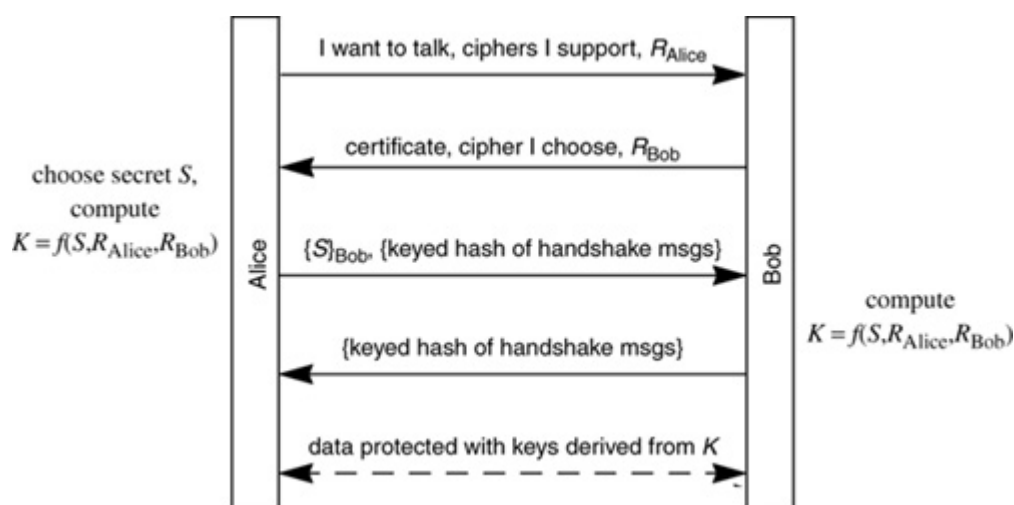 I want to talk, ciphers I support, R_Alice
certificate, cipher I choose, R_Bob
choose secret S,
compute
K = f(S,R_Alice,R_Bob)
Alice
{S}_Bob, {keyed hash of handshake msgs}
Bob
compute
K = f(S,R_Alice,R_Bob)
{keyed hash of handshake msgs}
data protected with keys derived from K